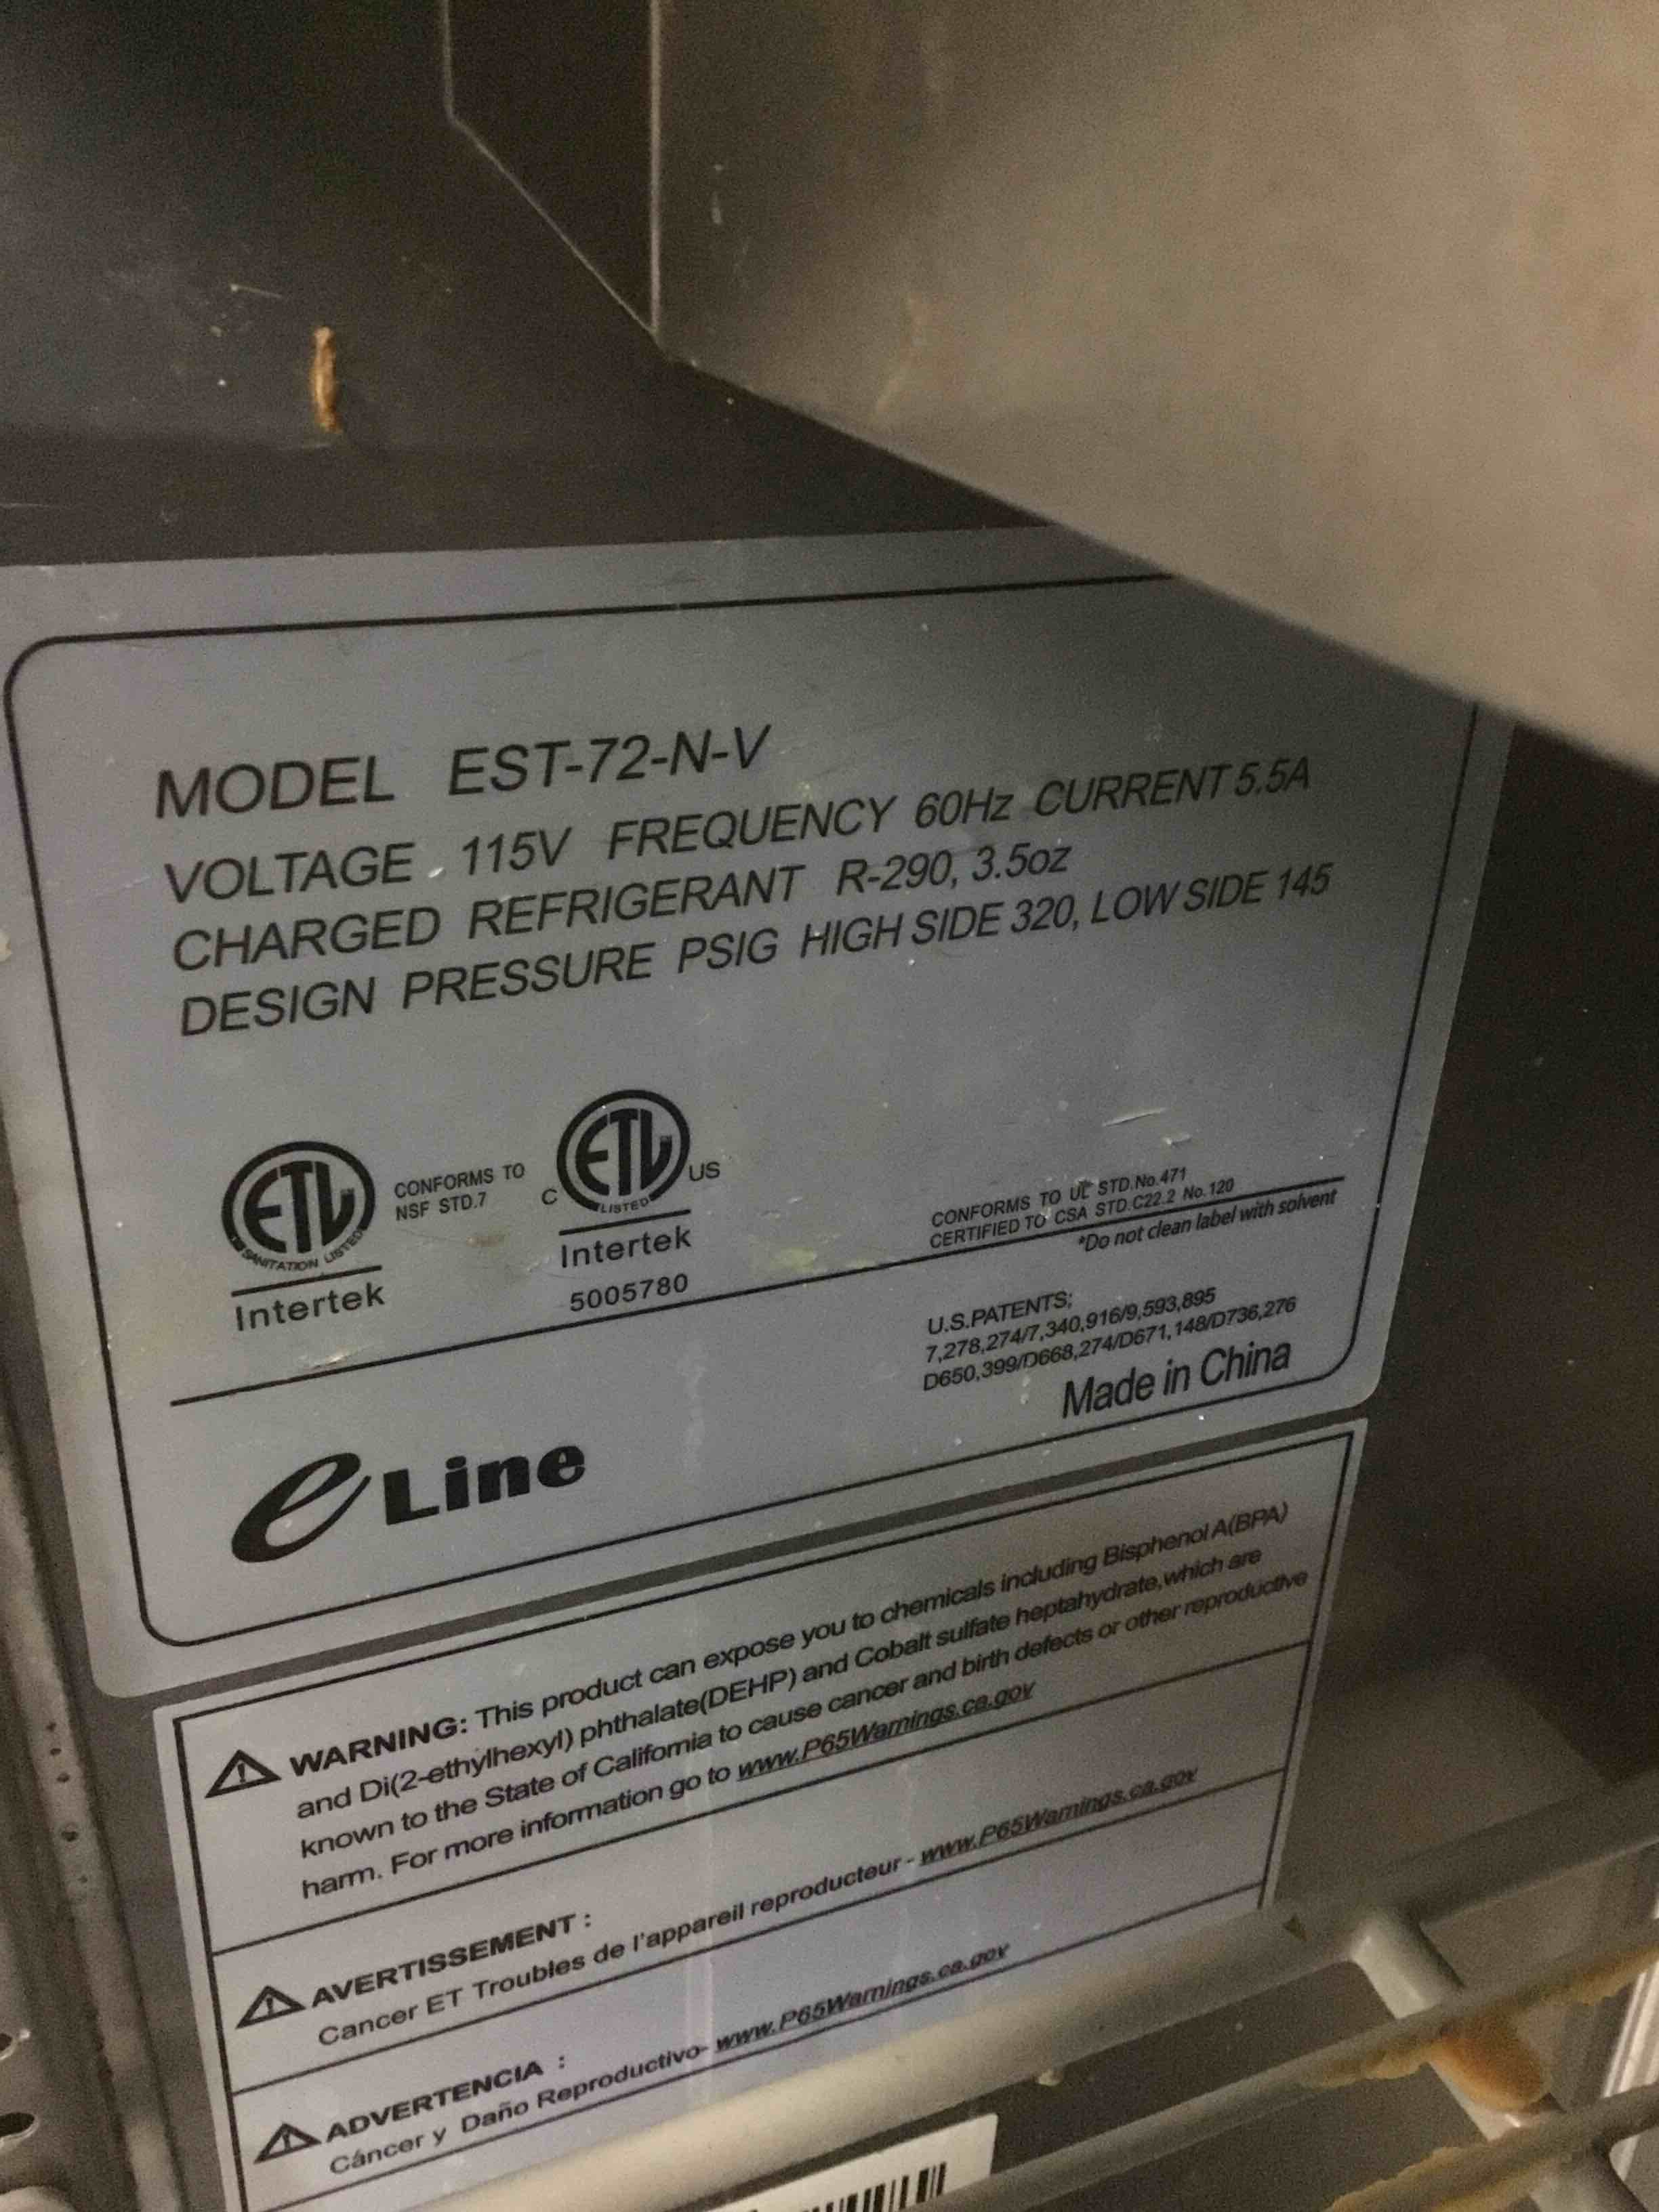 MODEL EST-72-N-V
VOLTAGE 115V FREQUENCY 60Hz CURRENT 5.5A
CHARGED REFRIGERANT R-290, 3.5oz
DESIGN PRESSURE PSIG HIGH SIDE 320, LOW SIDE 145
ETL
SANITATION LISTED
Intertek
CONFORMS TO
NSF STD.7
C ETL US
LISTED
Intertek
5005780
CONFORMS TO UL STD.No.471
CERTIFIED TO CSA STD.C22.2 No.120
*Do not clean label with solvent
U.S.PATENTS;
7,278,274/7,340,916/9,593,895
D650,399/D668,274/D671,148/D736,276
Made in China
e Line
WARNING: This product can expose you to chemicals including Bisphenol A(BPA)
and Di(2-ethylhexyl) phthalate(DEHP) and Cobalt sulfate heptahydrate,which are
known to the State of California to cause cancer and birth defects or other reproductive
harm. For more information go to www.P65Warnings.ca.gov
AVERTISSEMENT :
Cancer ET Troubles de l'appareil reproducteur - www.P65Warnings.ca.gov
ADVERTENCIA :
Cáncer y Daño Reproductivo- www.P65Warnings.ca.gov